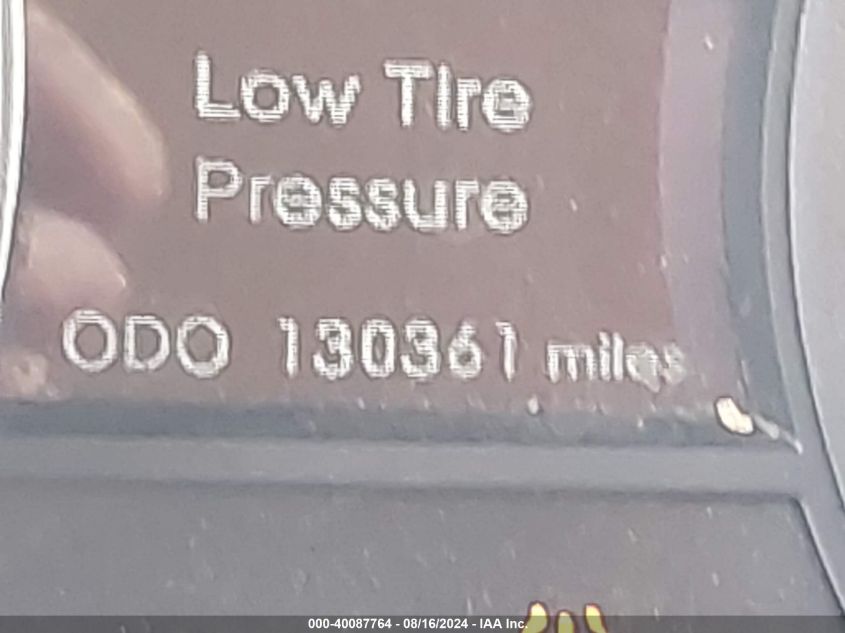 Low Tire
Pressure
ODO 130361 miles
000-40087764 - 08/16/2024 - IAA Inc.